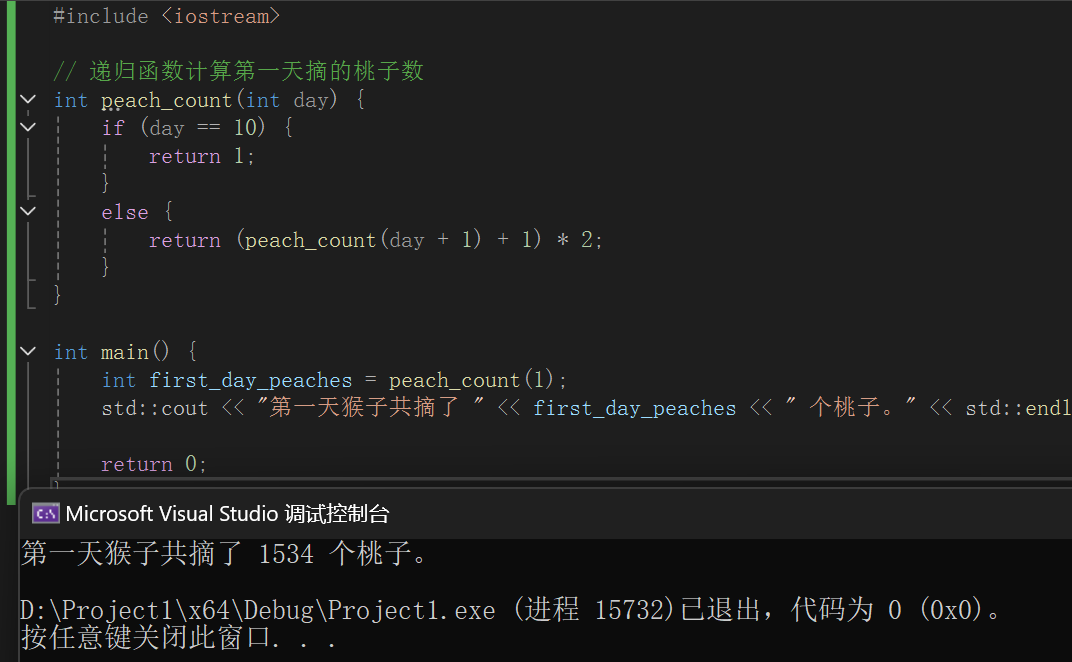 #include <iostream>
// 递归函数计算第一天摘的桃子数
int peach_count(int day) {
if (day == 10) {
return 1;
}
else {
return (peach_count(day + 1) + 1) * 2;
}
}
int main() {
int first_day_peaches = peach_count(1);
std::cout << "第一天猴子共摘了 " << first_day_peaches << " 个桃子。" << std::endl
return 0;
}
Microsoft Visual Studio 调试控制台
第一天猴子共摘了 1534 个桃子。
D:\Project1\x64\Debug\Project1.exe (进程 15732)已退出，代码为 0 (0x0)。
按任意键关闭此窗口. . .